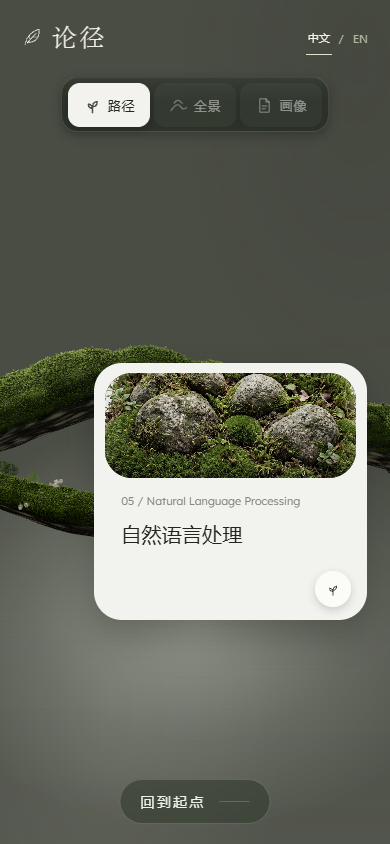 论径
中文 / EN
路径
全景
画像
05 / Natural Language Processing
自然语言处理
回到起点